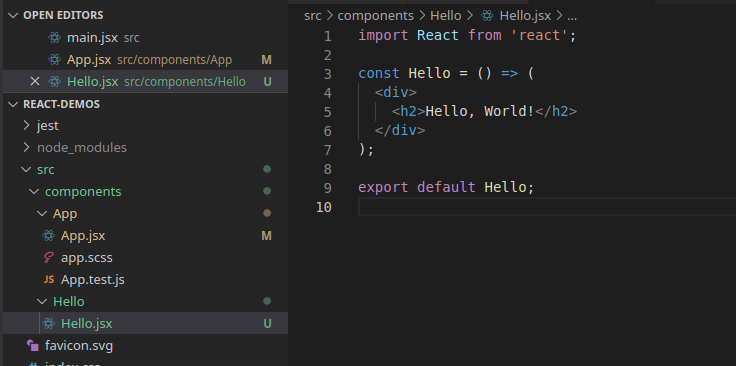 OPEN EDITORS
main.jsx src
App.jsx src/components/App M
Hello.jsx src/components/Hello U
REACT-DEMOS
jest
node_modules
src
components
App
App.jsx M
app.scss
JS App.test.js
Hello
Hello.jsx U
favicon.svg
# index.css
src > components > Hello > Hello.jsx > ...
1 import React from 'react';
2
3 const Hello = () => (
4 <div>
5 <h2>Hello, World!</h2>
6 </div>
7 );
8
9 export default Hello;
10